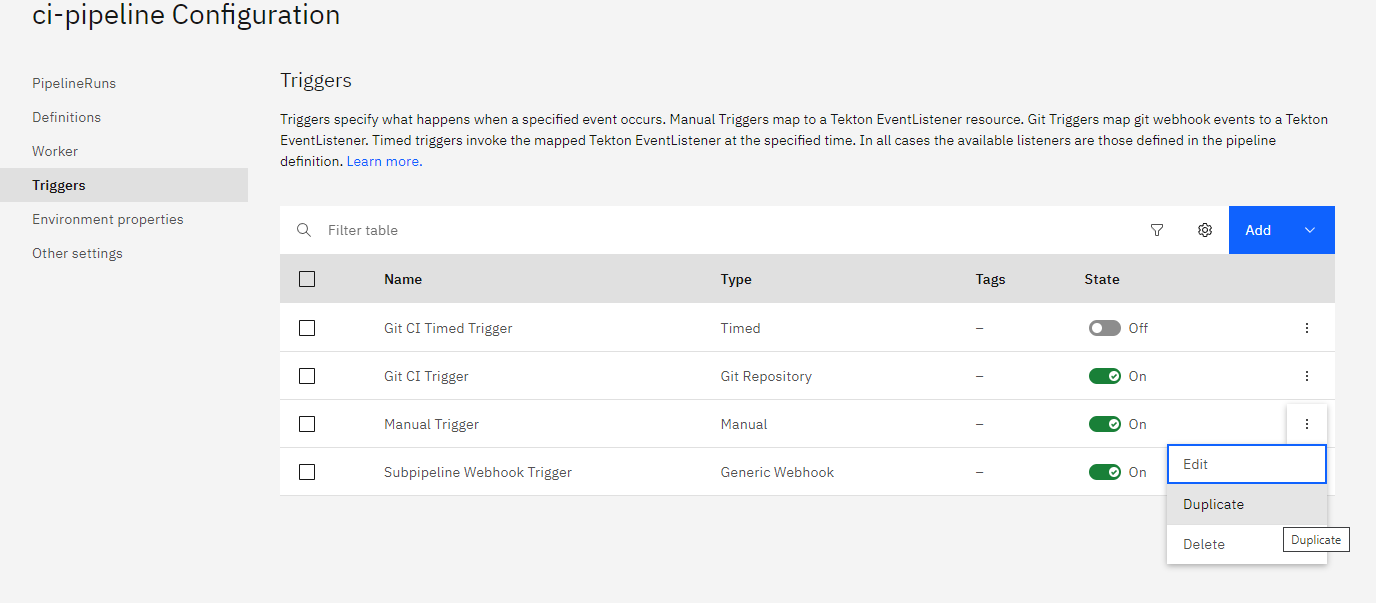 ci-pipeline Configuration
PipelineRuns
Definitions
Worker
Triggers
Environment properties
Other settings
Triggers
Triggers specify what happens when a specified event occurs. Manual Triggers map to a Tekton EventListener resource. Git Triggers map git webhook events to a Tekton
EventListener. Timed triggers invoke the mapped Tekton EventListener at the specified time. In all cases the available listeners are those defined in the pipeline
definition. Learn more.
Filter table
Add
Name Type Tags State
Git CI Timed Trigger Timed – Off
Git CI Trigger Git Repository – On
Manual Trigger Manual – On
Subpipeline Webhook Trigger Generic Webhook – On
Edit
Duplicate
Delete
Duplicate